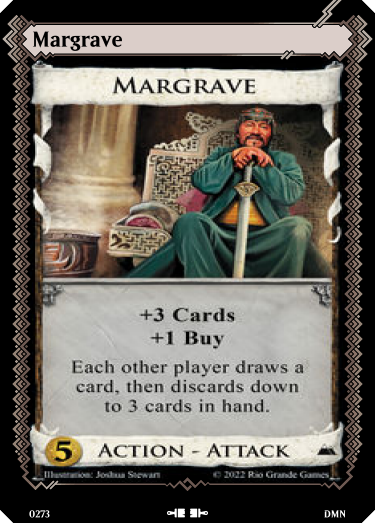 Margrave
MARGRAVE
+3 Cards
+1 Buy
Each other player draws a
card, then discards down
to 3 cards in hand.
5 ACTION - ATTACK
Illustration: Joshua Stewart © 2022 Rio Grande Games
0273 DMN